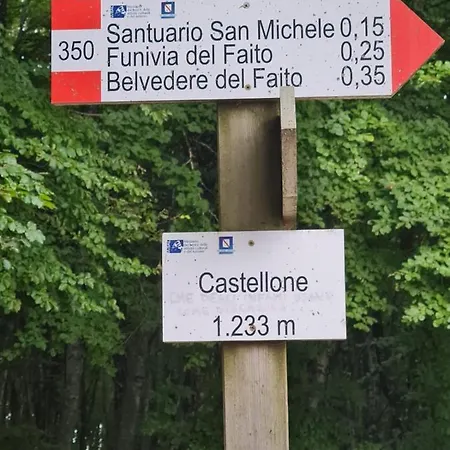 350
Santuario San Michele 0,15
Funivia del Faito 0,25
Belvedere del Faito 0,35
Castellone
1.233 m